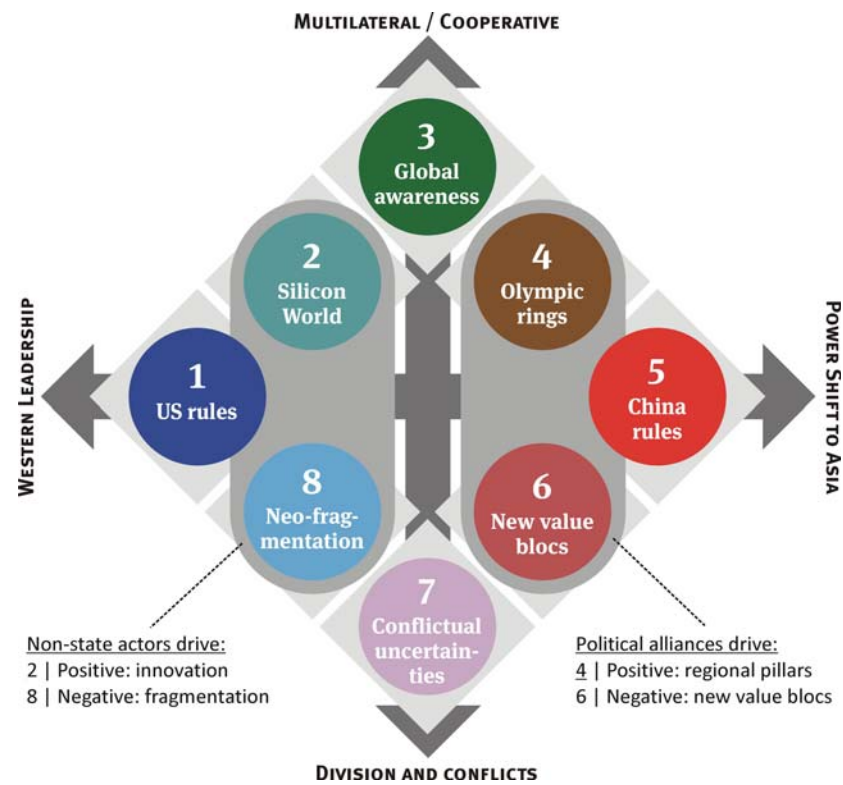 MULTILATERAL / COOPERATIVE
3
Global
awareness
2
Silicon
World
4
Olympic
rings
WESTERN LEADERSHIP
1
US rules
5
China
rules
POWER SHIFT TO ASIA
8
Neo-frag-
mentation
6
New value
blocs
7
Conflictual
uncertain-
ties
Non-state actors drive:
2 | Positive: innovation
8 | Negative: fragmentation
Political alliances drive:
4 | Positive: regional pillars
6 | Negative: new value blocs
DIVISION AND CONFLICTS